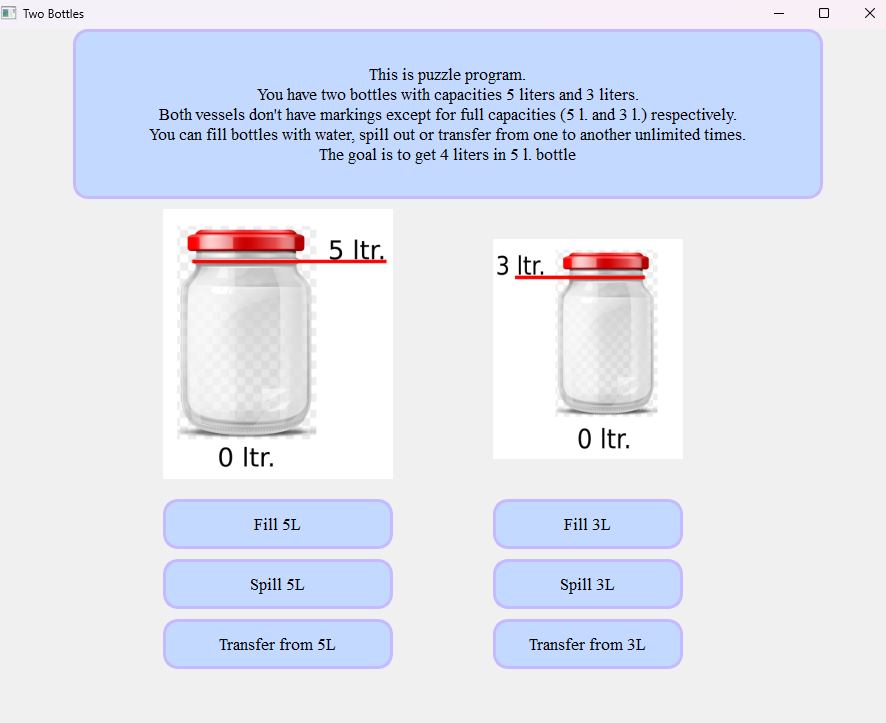 Two Bottles
This is puzzle program.
You have two bottles with capacities 5 liters and 3 liters.
Both vessels don't have markings except for full capacities (5 l. and 3 l.) respectively.
You can fill bottles with water, spill out or transfer from one to another unlimited times.
The goal is to get 4 liters in 5 l. bottle
5 ltr.
3 ltr.
0 ltr.
0 ltr.
Fill 5L
Fill 3L
Spill 5L
Spill 3L
Transfer from 5L
Transfer from 3L